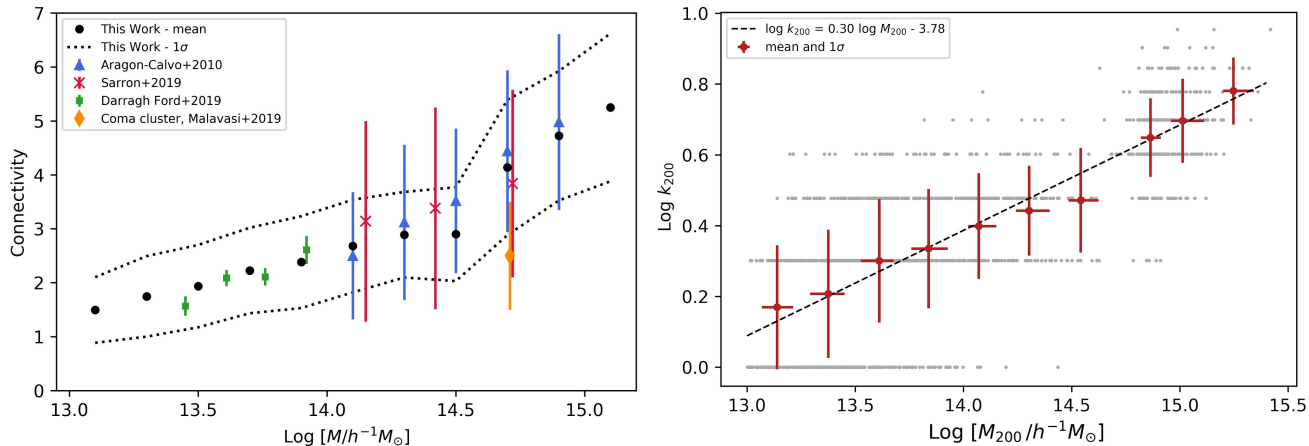 7
6
5
4
3
2
1
0
Connectivity
This Work - mean
This Work - 1σ
Aragon-Calvo+2010
Sarron+2019
Darragh Ford+2019
Coma cluster, Malavasi+2019
13.0 13.5 14.0 14.5 15.0
Log [M/h⁻¹M☉]
1.0
0.8
0.6
0.4
0.2
0.0
Log k₂₀₀
log k₂₀₀ = 0.30 log M₂₀₀ - 3.78
mean and 1σ
13.0 13.5 14.0 14.5 15.0 15.5
Log [M₂₀₀/h⁻¹M☉]